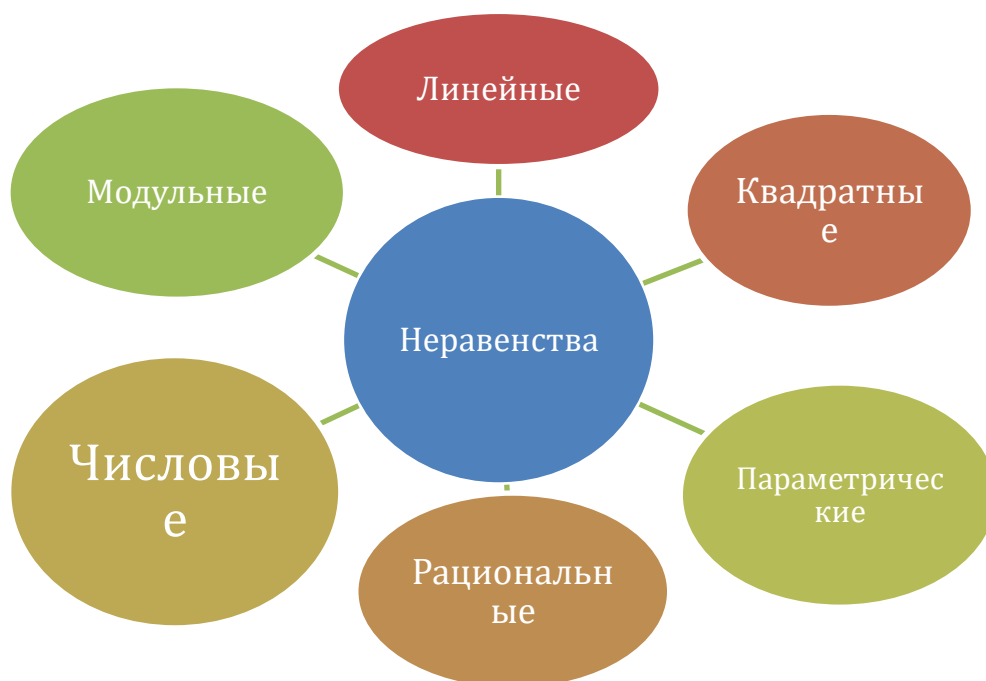 Линейные
Модульные
Квадратны
е
Неравенства
Числовы
е
Параметричес
кие
Рациональн
ые